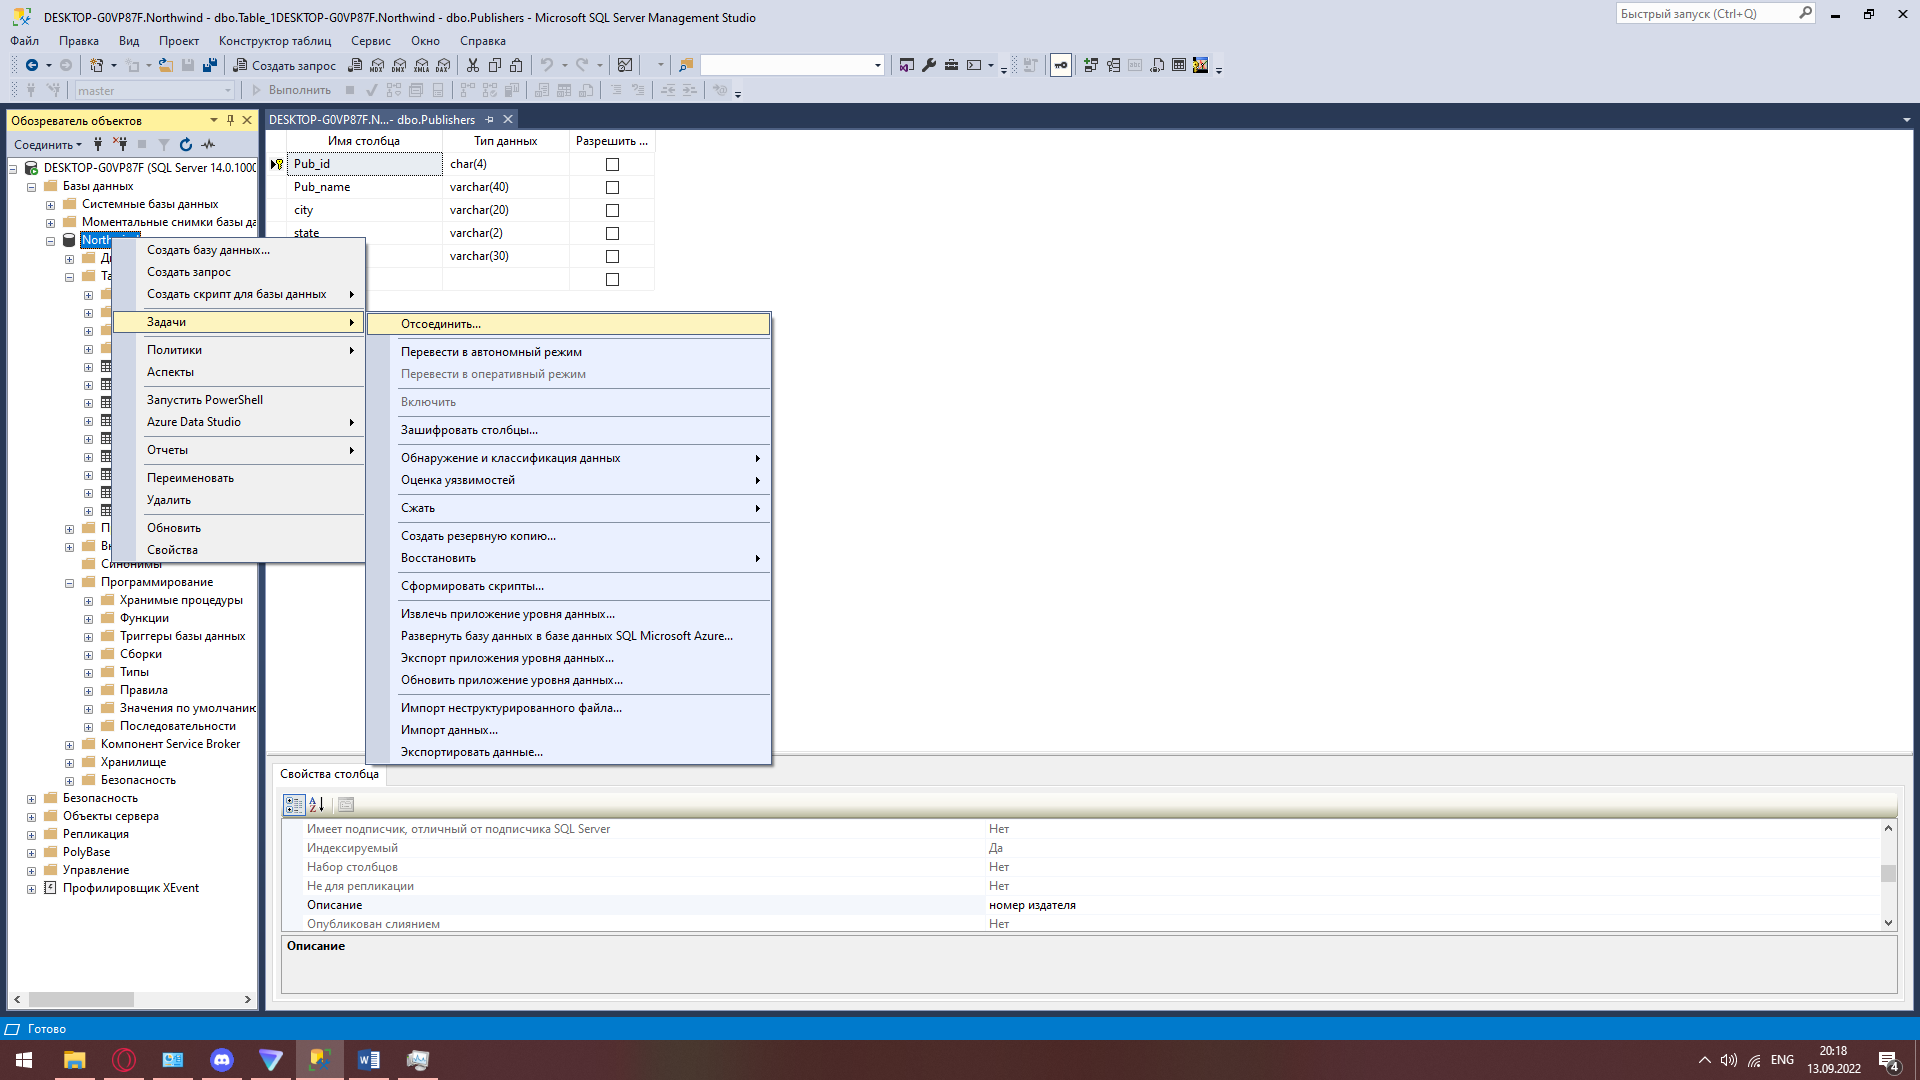 DESKTOP-G0VP87F.Northwind - dbo.Table_1DESKTOP-G0VP87F.Northwind - dbo.Publishers - Microsoft SQL Server Management Studio
Быстрый запуск (Ctrl+Q)
Файл Правка Вид Проект Конструктор таблиц Сервис Окно Справка
Создать запрос
master
Выполнить
Обозреватель объектов
DESKTOP-G0VP87F.N...- dbo.Publishers
Соединить
Имя столбца Тип данных Разрешить ...
DESKTOP-G0VP87F (SQL Server 14.0.1000
Базы данных
Системные базы данных
Моментальные снимки базы да
Pub_id char(4)
Pub_name varchar(40)
city varchar(20)
state varchar(2)
varchar(30)
Создать базу данных...
Создать запрос
Создать скрипт для базы данных
Задачи
Политики
Аспекты
Запустить PowerShell
Azure Data Studio
Отчеты
Переименовать
Удалить
Обновить
Свойства
Отсоединить...
Перевести в автономный режим
Перевести в оперативный режим
Включить
Зашифровать столбцы...
Обнаружение и классификация данных
Оценка уязвимостей
Сжать
Создать резервную копию...
Восстановить
Сформировать скрипты...
Извлечь приложение уровня данных...
Развернуть базу данных в базе данных SQL Microsoft Azure...
Экспорт приложения уровня данных...
Обновить приложение уровня данных...
Импорт неструктурированного файла...
Импорт данных...
Экспортировать данные...
Синонимы
Программирование
Хранимые процедуры
Функции
Триггеры базы данных
Сборки
Типы
Правила
Значения по умолчанию
Последовательности
Компонент Service Broker
Хранилище
Безопасность
Безопасность
Объекты сервера
Репликация
PolyBase
Управление
Профилировщик XEvent
Свойства столбца
Имеет подписчик, отличный от подписчика SQL Server Нет
Индексируемый Да
Набор столбцов Нет
Не для репликации Нет
Описание номер издателя
Опубликован слиянием Нет
Описание
Готово
ENG
20:18
13.09.2022
4